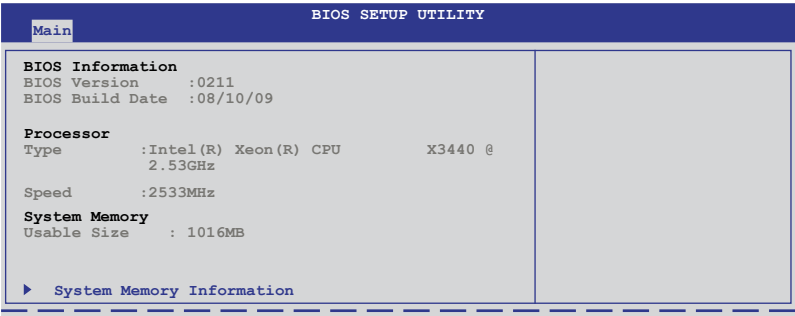 BIOS SETUP UTILITY
Main
BIOS Information
BIOS Version :0211
BIOS Build Date :08/10/09
Processor
Type :Intel(R) Xeon(R) CPU X3440 @
2.53GHz
Speed :2533MHz
System Memory
Usable Size : 1016MB
System Memory Information